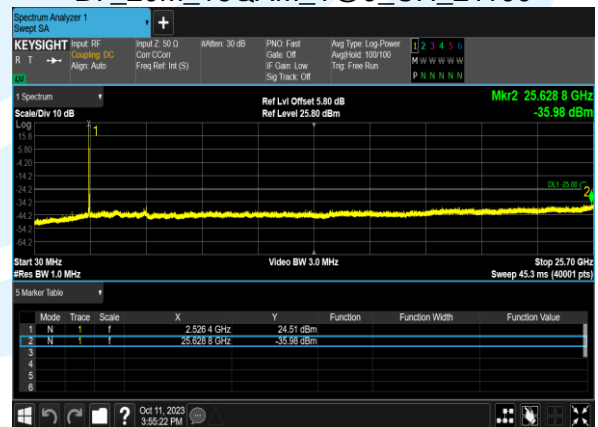 Spectrum Analyzer 1
Swept SA
+
KEYSIGHT
R T
LV
Input: RF
Coupling: DC
Align: Auto
Input Z: 50 Ω
Corr CCorr
Freq Ref: Int (S)
#Atten: 30 dB
PNO: Fast
Gate: Off
IF Gain: Low
Sig Track: Off
Avg Type: Log-Power
Avg|Hold: 100/100
Trig: Free Run
1 2 3 4 5 6
M W W W W W
P N N N N N
1 Spectrum
Scale/Div 10 dB
Ref Lvl Offset 5.80 dB
Ref Level 25.80 dBm
Mkr2 25.628 8 GHz
-35.98 dBm
Log
15.8
5.80
-4.20
-14.2
-24.2
-34.2
-44.2
-54.2
-64.2
1
DL1 -25.00
2
Start 30 MHz
#Res BW 1.0 MHz
Video BW 3.0 MHz
Stop 25.70 GHz
Sweep 45.3 ms (40001 pts)
5 Marker Table
Mode Trace Scale X Y Function Function Width Function Value
1 N 1 f 2.526 4 GHz 24.51 dBm
2 N 1 f 25.628 8 GHz -35.98 dBm
3
4
5
6
?
Oct 11, 2023
3:55:22 PM